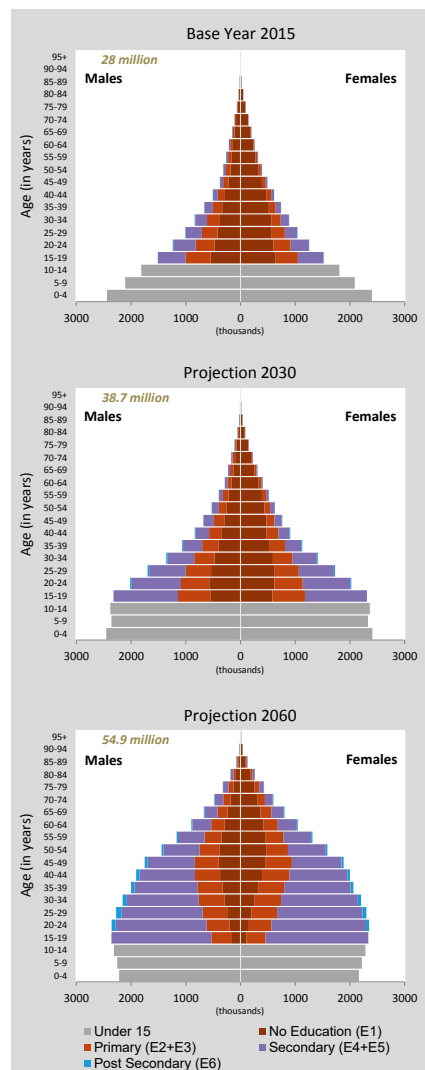 Base Year 2015
28 million
Males
Females
Age (in years)
95+
90-94
85-89
80-84
75-79
70-74
65-69
60-64
55-59
50-54
45-49
40-44
35-39
30-34
25-29
20-24
15-19
10-14
5-9
0-4
3000 2000 1000 0 1000 2000 3000
(thousands)
Projection 2030
38.7 million
Males
Females
Age (in years)
95+
90-94
85-89
80-84
75-79
70-74
65-69
60-64
55-59
50-54
45-49
40-44
35-39
30-34
25-29
20-24
15-19
10-14
5-9
0-4
3000 2000 1000 0 1000 2000 3000
(thousands)
Projection 2060
54.9 million
Males
Females
Age (in years)
95+
90-94
85-89
80-84
75-79
70-74
65-69
60-64
55-59
50-54
45-49
40-44
35-39
30-34
25-29
20-24
15-19
10-14
5-9
0-4
3000 2000 1000 0 1000 2000 3000
(thousands)
Under 15
No Education (E1)
Primary (E2+E3)
Secondary (E4+E5)
Post Secondary (E6)